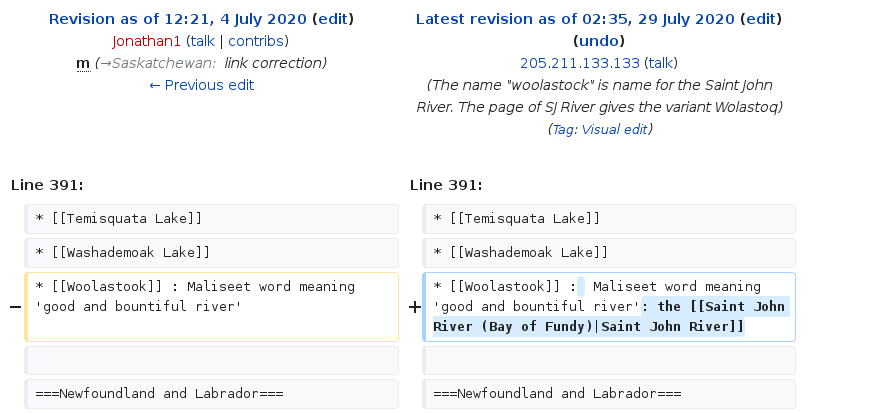 Revision as of 12:21, 4 July 2020 (edit)
Jonathan1 (talk | contribs)
m (→Saskatchewan: link correction)
← Previous edit
Latest revision as of 02:35, 29 July 2020 (edit)
(undo)
205.211.133.133 (talk)
(The name "woolastock" is name for the Saint John
River. The page of SJ River gives the variant Wolastoq)
(Tag: Visual edit)
Line 391:
Line 391:
* [[Temisquata Lake]]
* [[Temisquata Lake]]
* [[Washademoak Lake]]
* [[Washademoak Lake]]
− * [[Woolastook]] : Maliseet word meaning
'good and bountiful river'
+ * [[Woolastook]] :  Maliseet word meaning
'good and bountiful river': the [[Saint John
River (Bay of Fundy)|Saint John River]]
===Newfoundland and Labrador===
===Newfoundland and Labrador===